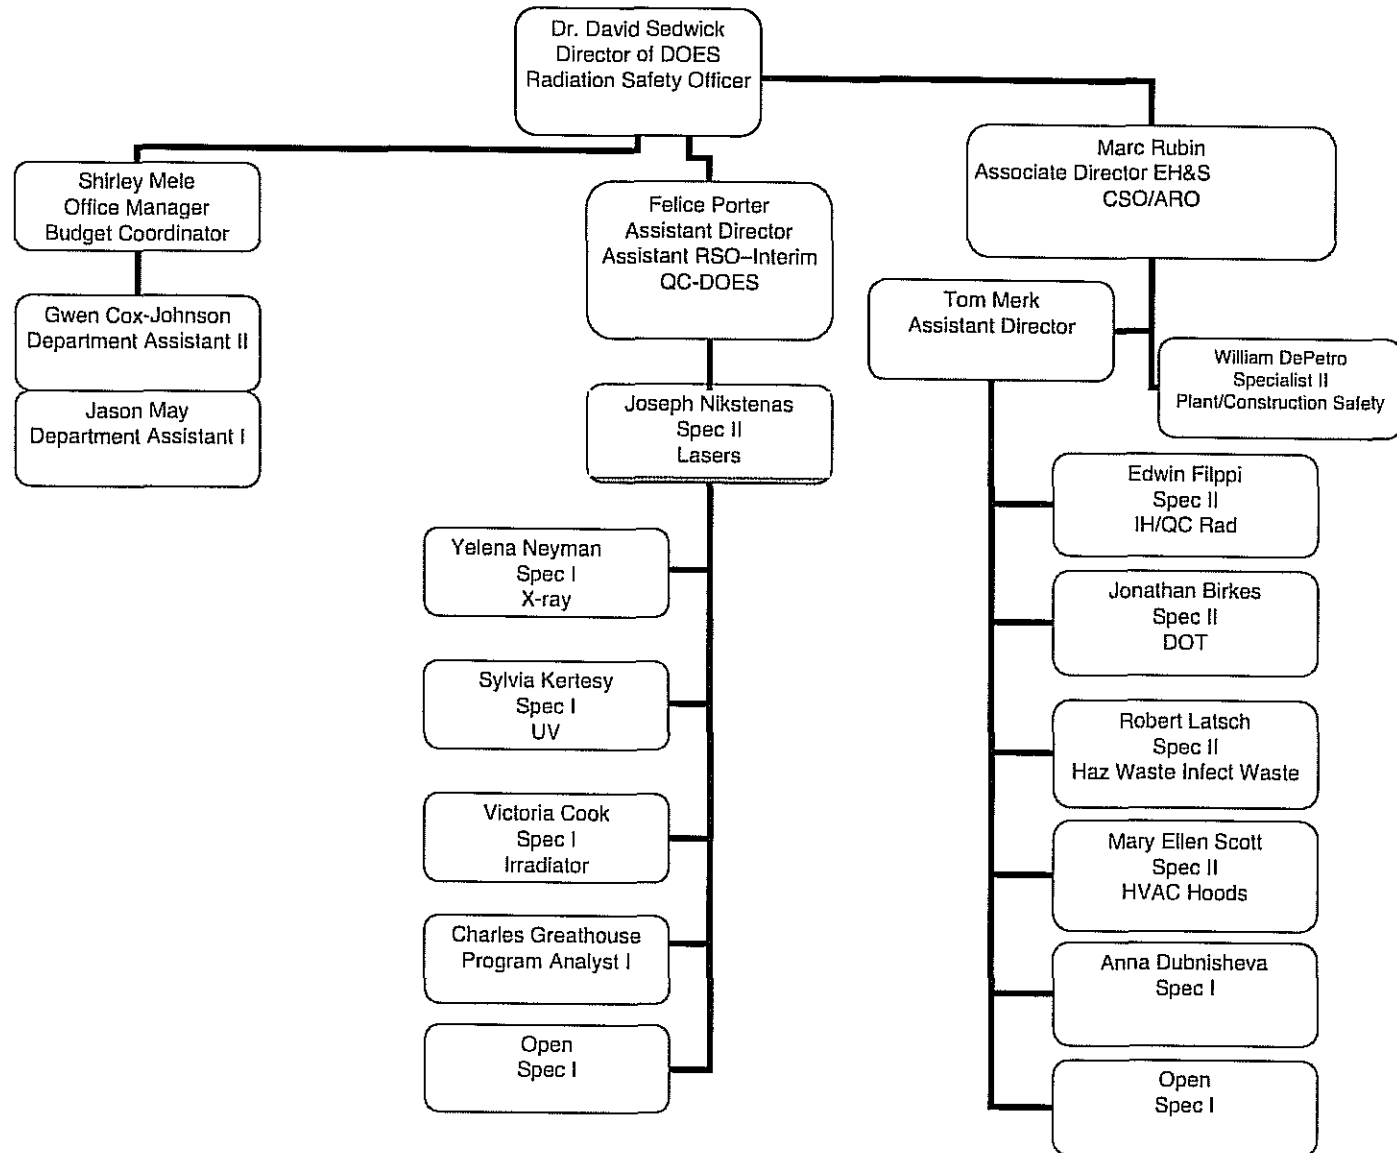 Dr. David Sedwick
Director of DOES
Radiation Safety Officer
Shirley Mele
Office Manager
Budget Coordinator
Gwen Cox-Johnson
Department Assistant II
Jason May
Department Assistant I
Felice Porter
Assistant Director
Assistant RSO–Interim
QC-DOES
Joseph Nikstenas
Spec II
Lasers
Yelena Neyman
Spec I
X-ray
Sylvia Kertesy
Spec I
UV
Victoria Cook
Spec I
Irradiator
Charles Greathouse
Program Analyst I
Open
Spec I
Marc Rubin
Associate Director EH&S
CSO/ARO
Tom Merk
Assistant Director
William DePetro
Specialist II
Plant/Construction Safety
Edwin Filppi
Spec II
IH/QC Rad
Jonathan Birkes
Spec II
DOT
Robert Latsch
Spec II
Haz Waste Infect Waste
Mary Ellen Scott
Spec II
HVAC Hoods
Anna Dubnisheva
Spec I
Open
Spec I